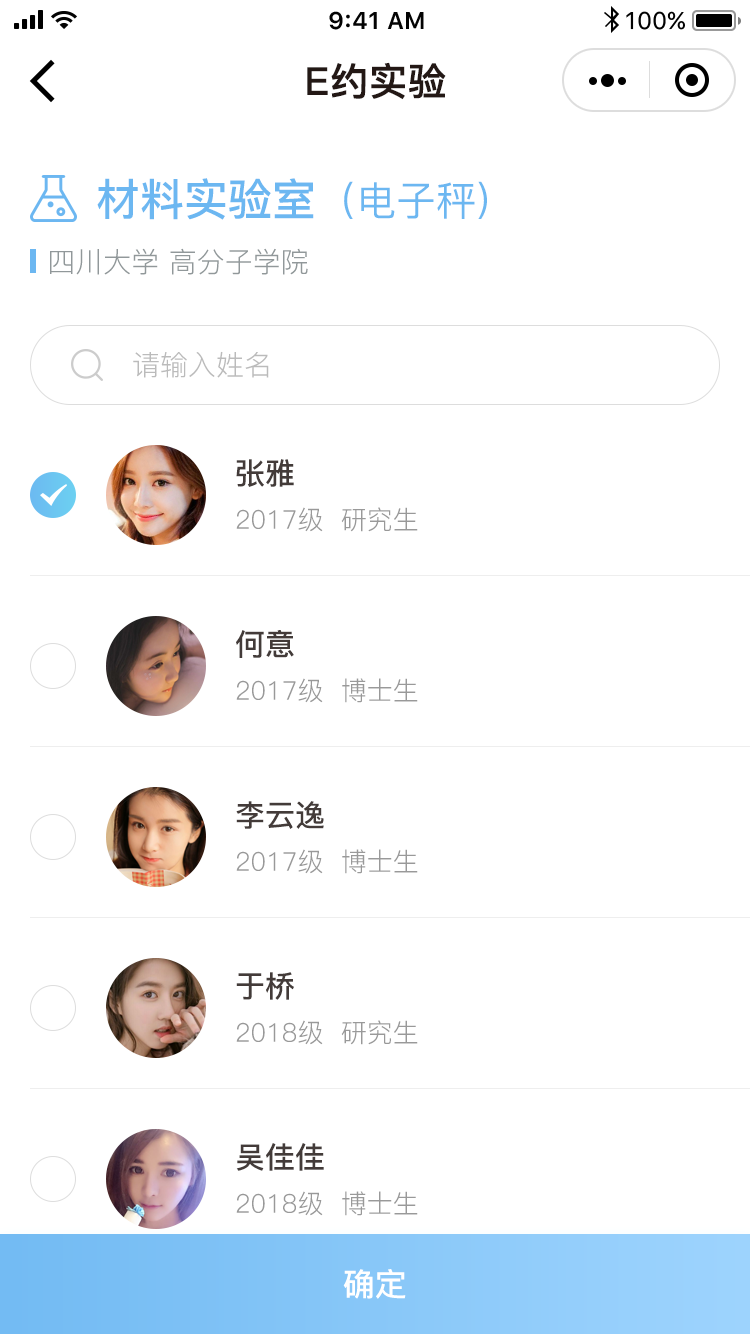 9:41 AM 100%
E约实验
材料实验室（电子秤）
四川大学 高分子学院
请输入姓名
张雅
2017级 研究生
何意
2017级 博士生
李云逸
2017级 博士生
于桥
2018级 研究生
吴佳佳
2018级 博士生
确定